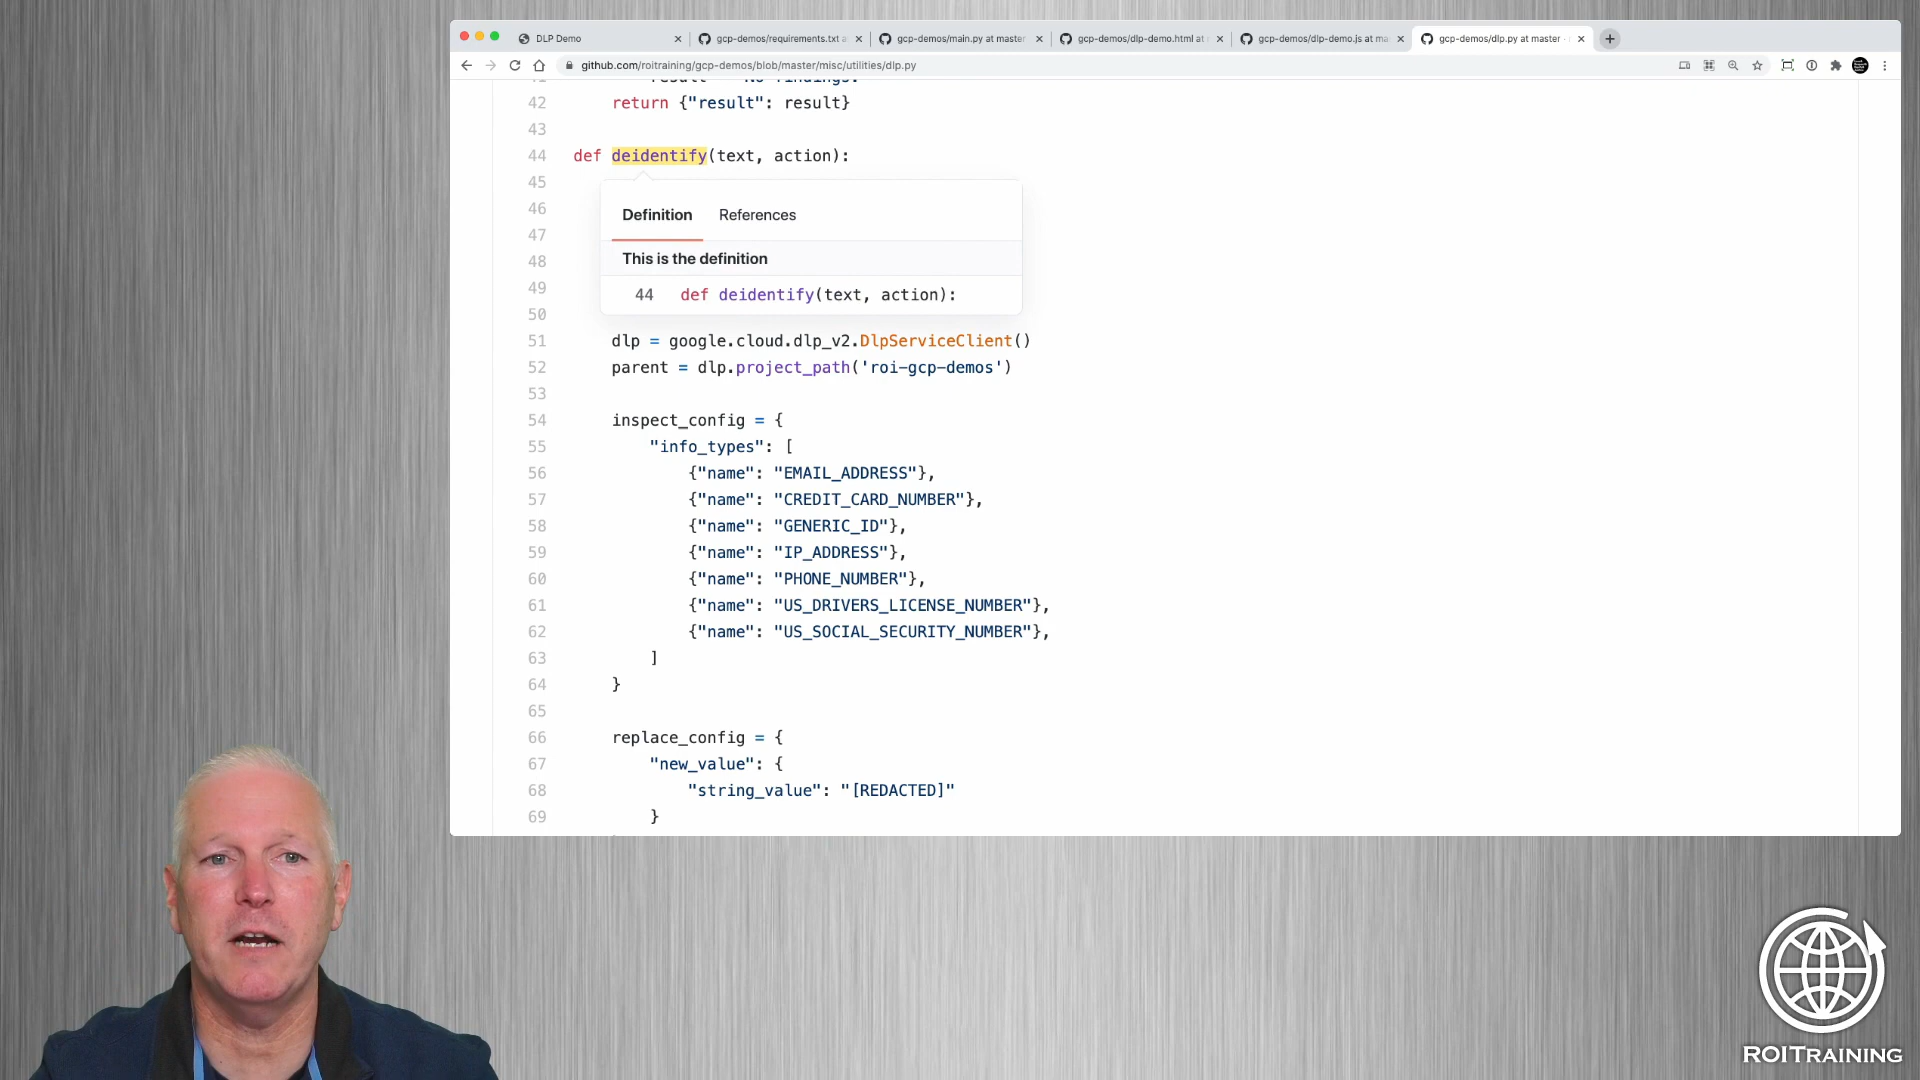 DLP Demo
gcp-demos/requirements.txt a
gcp-demos/main.py at master
gcp-demos/dlp-demo.html at
gcp-demos/dlp-demo.js at ma
gcp-demos/dlp.py at master
github.com/roitraining/gcp-demos/blob/master/misc/utilities/dlp.py
42 return {"result": result}
43
44 def deidentify(text, action):
45
46
47
48
49
50
Definition References
This is the definition
44 def deidentify(text, action):
51 dlp = google.cloud.dlp_v2.DlpServiceClient()
52 parent = dlp.project_path('roi-gcp-demos')
53
54 inspect_config = {
55 "info_types": [
56 {"name": "EMAIL_ADDRESS"},
57 {"name": "CREDIT_CARD_NUMBER"},
58 {"name": "GENERIC_ID"},
59 {"name": "IP_ADDRESS"},
60 {"name": "PHONE_NUMBER"},
61 {"name": "US_DRIVERS_LICENSE_NUMBER"},
62 {"name": "US_SOCIAL_SECURITY_NUMBER"},
63 ]
64 }
65
66 replace_config = {
67 "new_value": {
68 "string_value": "[REDACTED]"
69 }
ROITRAINING